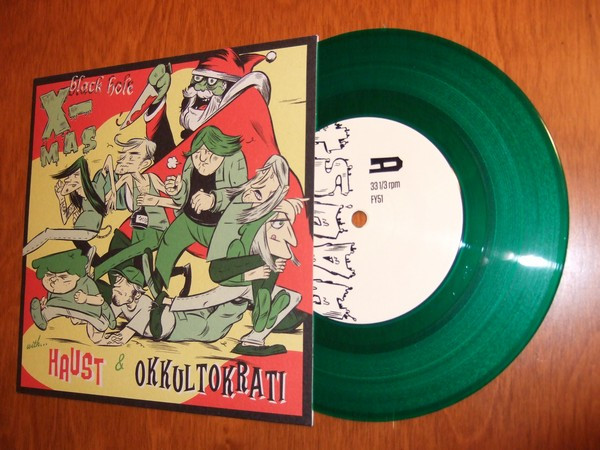 black hole
X-
MAS
with...
HAUST & OKKULTOKRATI
A
33 1/3 rpm
FY51